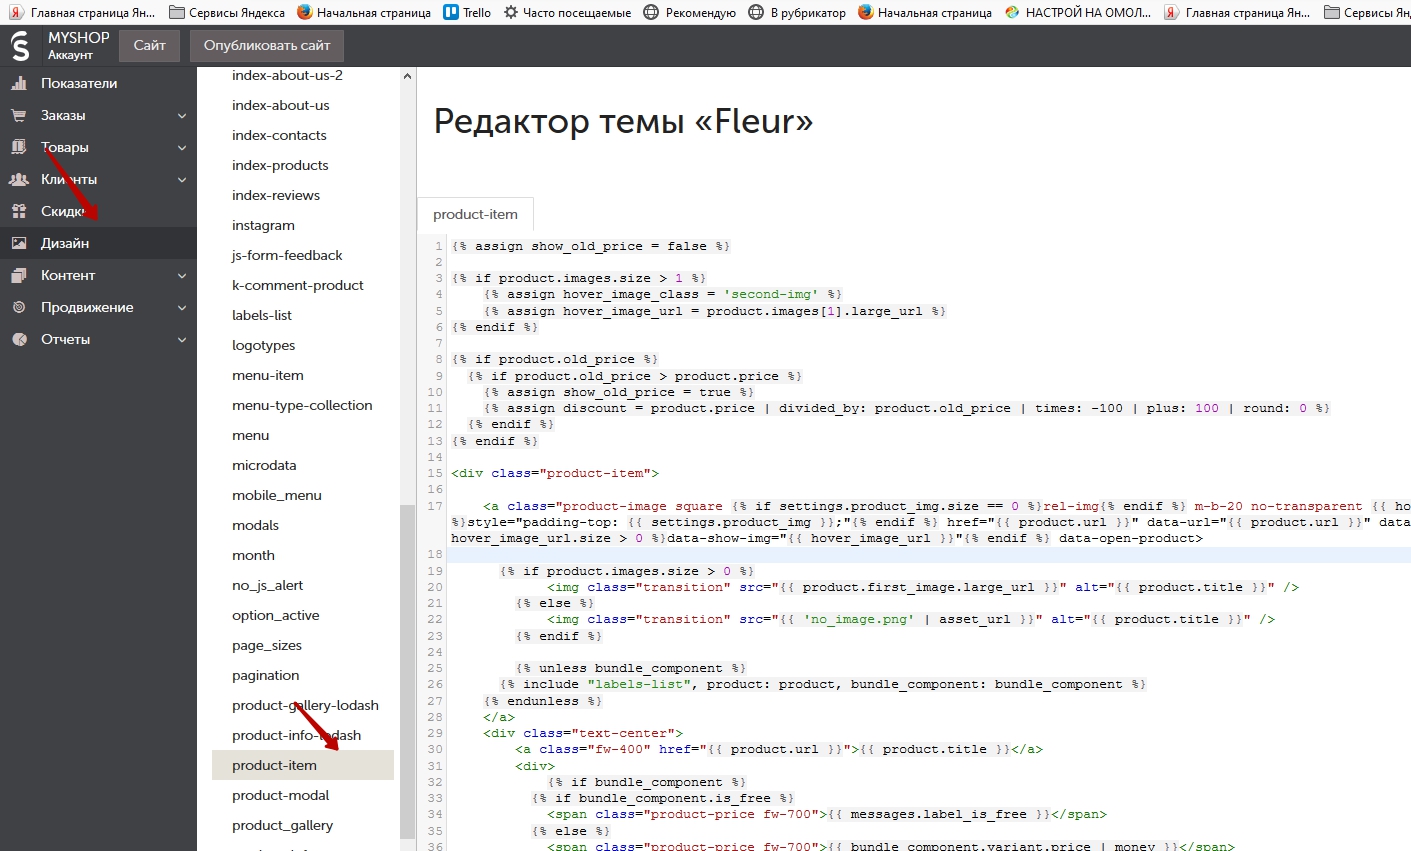 Главная страница Ян...
Сервисы Яндекса
Начальная страница
Trello
Часто посещаемые
Рекомендую
В рубрикатор
Начальная страница
НАСТРОЙ НА ОМОЛ...
Главная страница Ян...
Сервисы Ян
MYSHOP
Аккаунт
Сайт
Опубликовать сайт
Показатели
Заказы
Товары
Клиенты
Скидки
Дизайн
Контент
Продвижение
Отчеты
index-about-us-2
index-about-us
index-contacts
index-products
index-reviews
instagram
js-form-feedback
k-comment-product
labels-list
logotypes
menu-item
menu-type-collection
menu
microdata
mobile_menu
modals
month
no_js_alert
option_active
page_sizes
pagination
product-gallery-lodash
product-info-lodash
product-item
product-modal
product_gallery
Редактор темы «Fleur»
product-item
1 {% assign show_old_price = false %}
2
3 {% if product.images.size > 1 %}
4 {% assign hover_image_class = 'second-img' %}
5 {% assign hover_image_url = product.images[1].large_url %}
6 {% endif %}
7
8 {% if product.old_price %}
9 {% if product.old_price > product.price %}
10 {% assign show_old_price = true %}
11 {% assign discount = product.price | divided_by: product.old_price | times: -100 | plus: 100 | round: 0 %}
12 {% endif %}
13 {% endif %}
14
15 <div class="product-item">
16
17 <a class="product-image square {% if settings.product_img.size == 0 %}rel-img{% endif %} m-b-20 no-transparent {{ ho
%}style="padding-top: {{ settings.product_img }};"{% endif %} href="{{ product.url }}" data-url="{{ product.url }}" data
hover_image_url.size > 0 %}data-show-img="{{ hover_image_url }}"{% endif %} data-open-product>
18
19 {% if product.images.size > 0 %}
20 <img class="transition" src="{{ product.first_image.large_url }}" alt="{{ product.title }}" />
21 {% else %}
22 <img class="transition" src="{{ 'no_image.png' | asset_url }}" alt="{{ product.title }}" />
23 {% endif %}
24
25 {% unless bundle_component %}
26 {% include "labels-list", product: product, bundle_component: bundle_component %}
27 {% endunless %}
28 </a>
29 <div class="text-center">
30 <a class="fw-400" href="{{ product.url }}">{{ product.title }}</a>
31 <div>
32 {% if bundle_component %}
33 {% if bundle_component.is_free %}
34 <span class="product-price fw-700">{{ messages.label_is_free }}</span>
35 {% else %}
36 <span class="product-price fw-700">{{ bundle_component.variant.price | money }}</span>